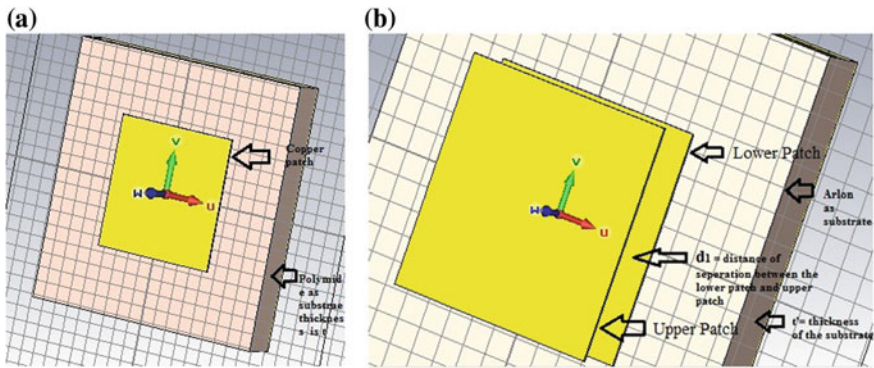 (a)
V
W
U
Copper
patch
Polymid
e as
substrae
thicknes
s is t
(b)
V
W
U
Lower Patch
Arlon
as
substrate
d1 = distance of
seperation between the
lower patch and upper
patch
Upper Patch
t'= thickness
of the substrate